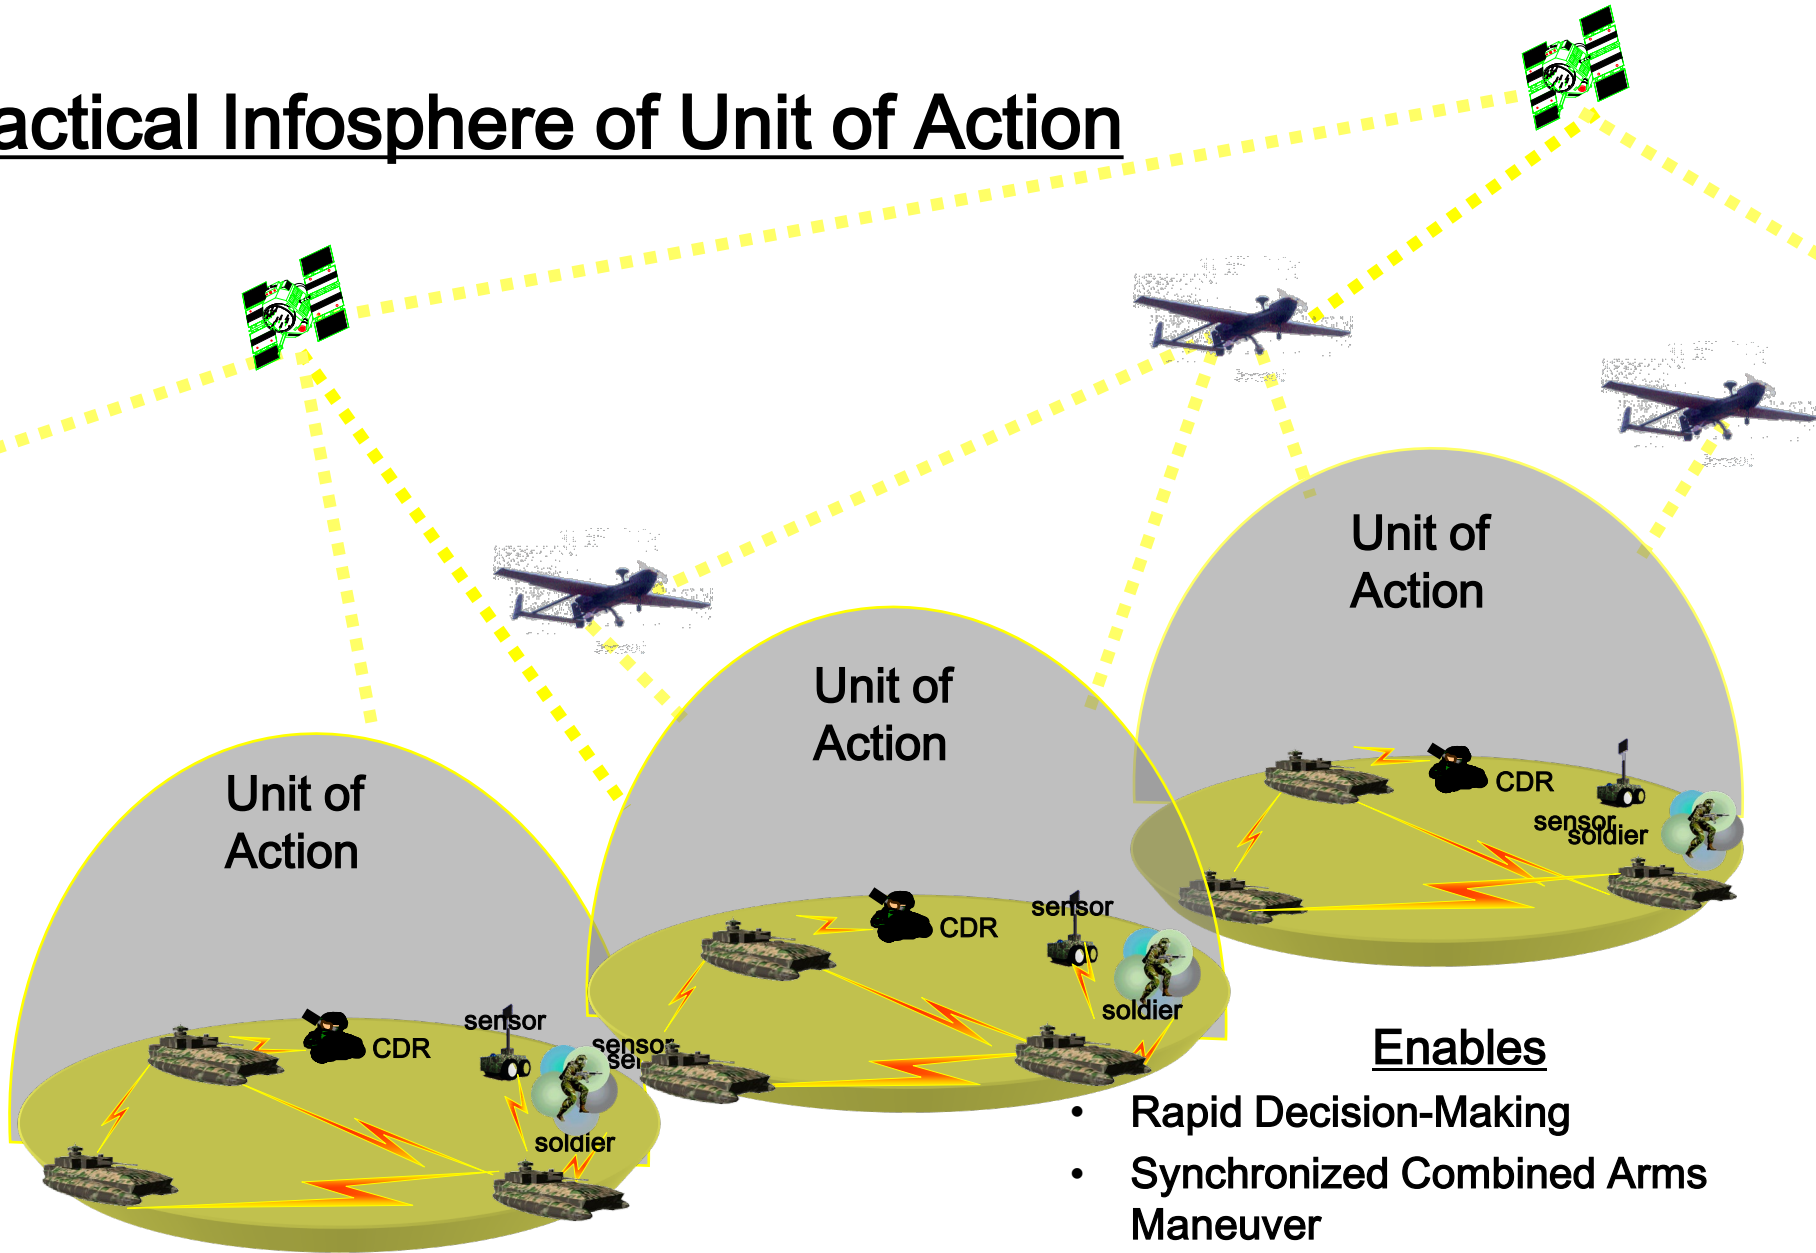 actical Infosphere of Unit of Action
Unit of
Action
CDR
sensor
soldier
Unit of
Action
CDR
sensor
soldier
Unit of
Action
CDR
sensor
soldier
sensor
Enables
• Rapid Decision-Making
• Synchronized Combined Arms
Maneuver